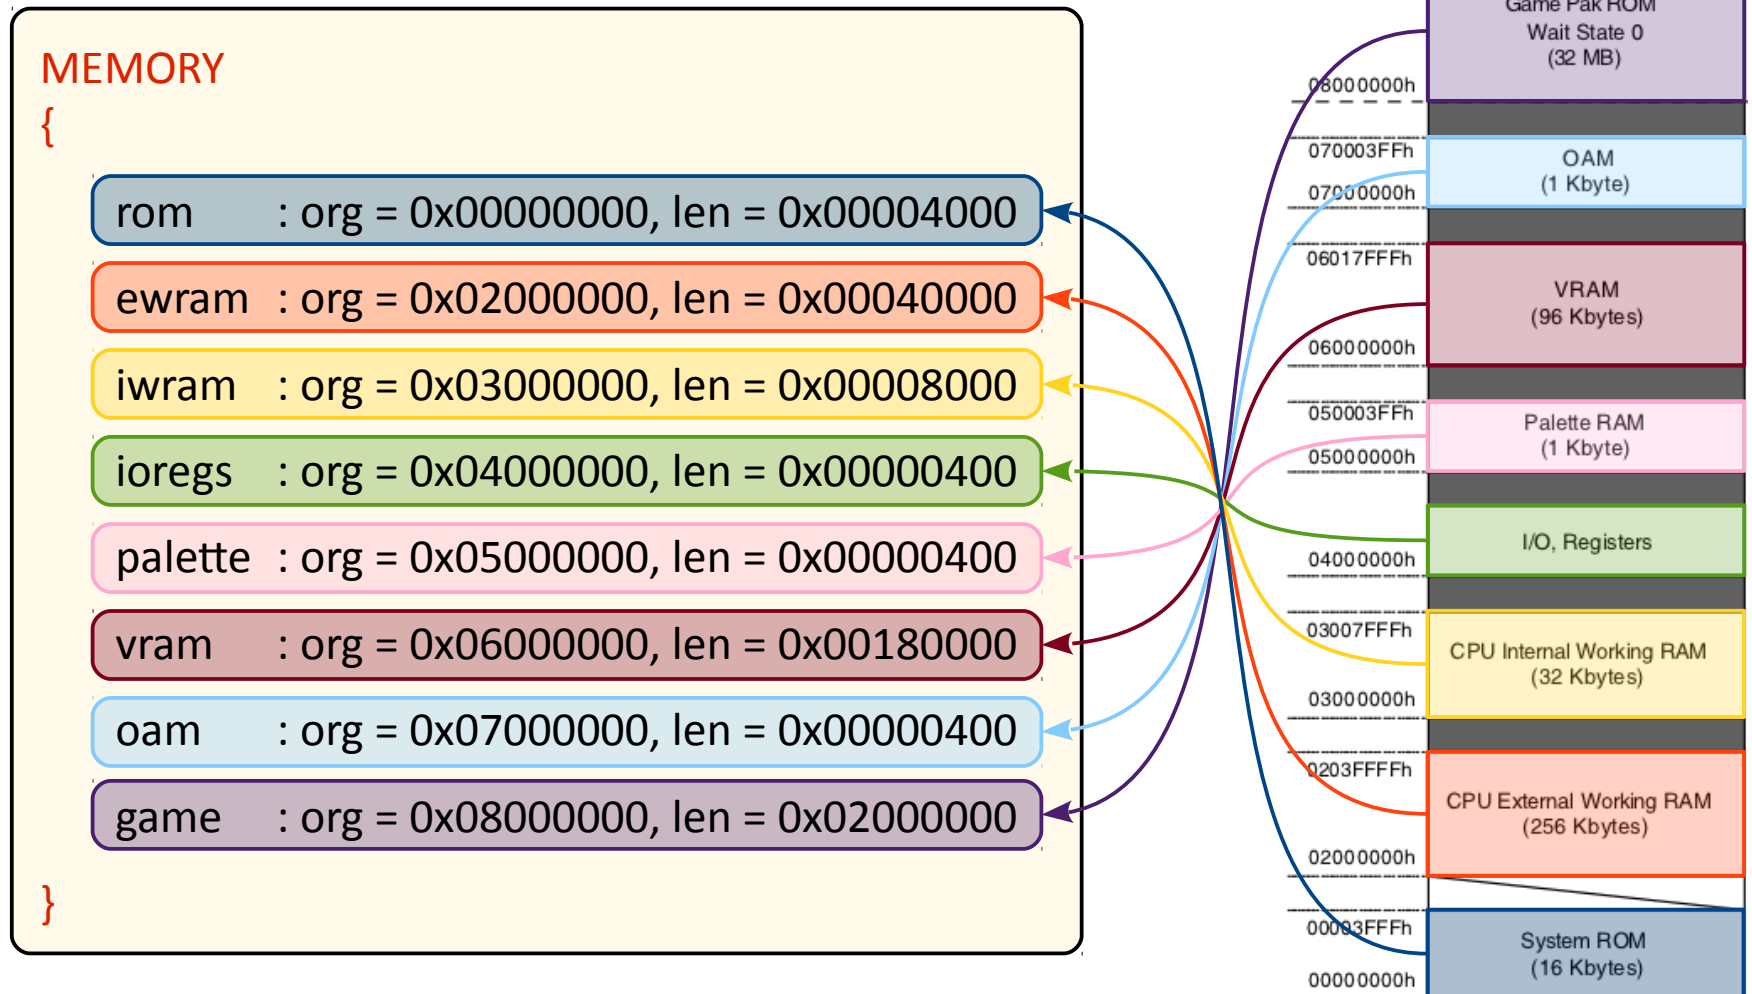 MEMORY
{
rom : org = 0x00000000, len = 0x00004000
ewram : org = 0x02000000, len = 0x00040000
iwram : org = 0x03000000, len = 0x00008000
ioregs : org = 0x04000000, len = 0x00000400
palette : org = 0x05000000, len = 0x00000400
vram : org = 0x06000000, len = 0x00180000
oam : org = 0x07000000, len = 0x00000400
game : org = 0x08000000, len = 0x02000000
}
Game Pak ROM
Wait State 0
(32 MB)
08000000h
070003FFh
OAM
(1 Kbyte)
07000000h
06017FFFh
VRAM
(96 Kbytes)
06000000h
050003FFh
Palette RAM
(1 Kbyte)
05000000h
I/O, Registers
04000000h
03007FFFh
CPU Internal Working RAM
(32 Kbytes)
03000000h
0203FFFFh
CPU External Working RAM
(256 Kbytes)
02000000h
00003FFFh
System ROM
(16 Kbytes)
00000000h